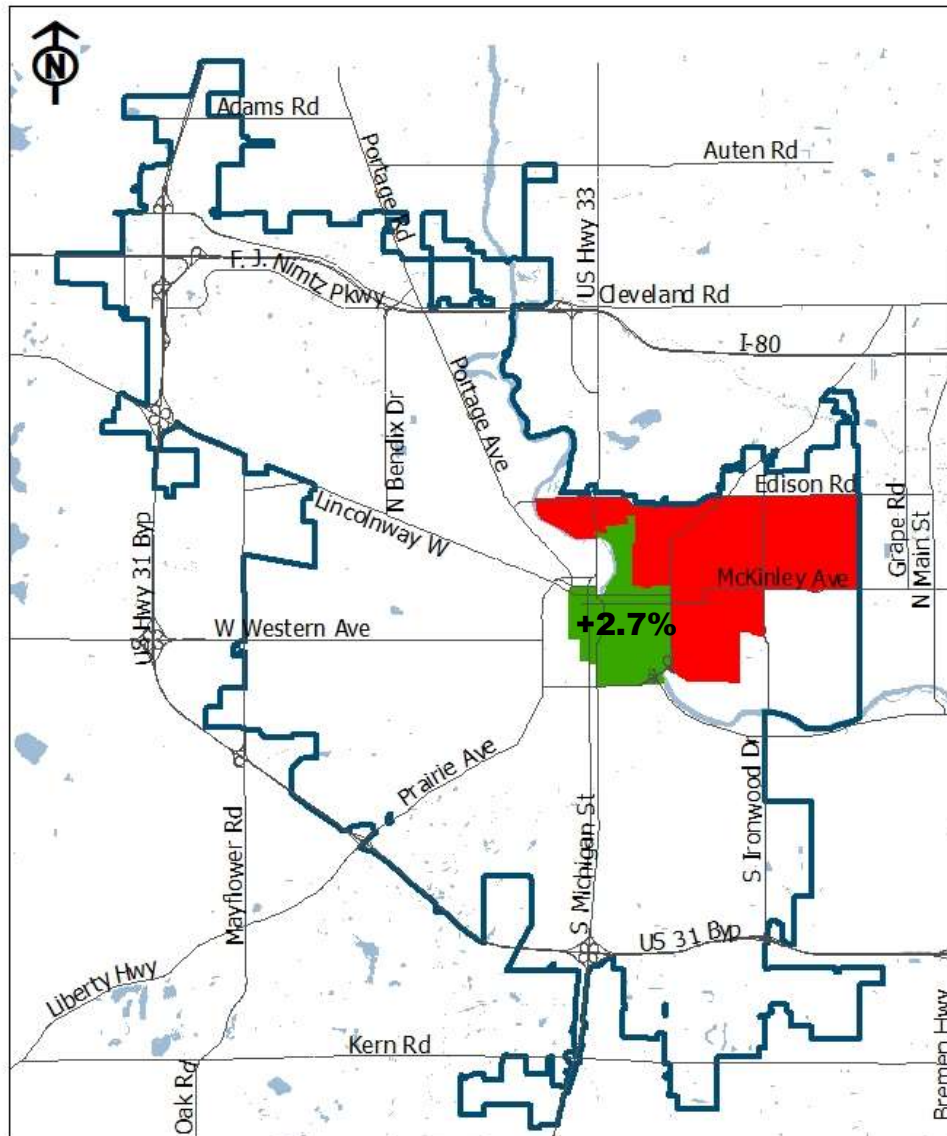 N
Adams Rd
Auten Rd
Portage Rd
US Hwy 33
F. J. Nimtz Pkwy
Cleveland Rd
I-80
N Bendix Dr
Portage Ave
Edison Rd
Grape Rd
N Main St
Lincolnway W
McKinley Ave
US Hwy 31 Byp
W Western Ave
+2.7%
Prairie Ave
S Ironwood Dr
Mayflower Rd
S Michigan St
US 31 Byp
Liberty Hwy
Kern Rd
Oak Rd
Bremen Hwy